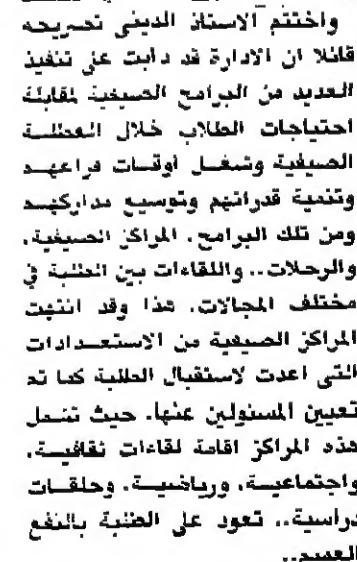 واختتم الاستاذ الديني تصريحه
قائلا ان الادارة قد دأبت على تنفيذ
العديد من البرامج الصيفية لمقابلة
احتياجات الطلاب خلال العطلة
الصيفية وشغل أوقات فراغهم
وتنمية قدراتهم وتوسيع مداركهم
ومن تلك البرامج. المراكز الصيفية.
والرحلات.. واللقاءات بين الطلبة في
مختلف المجالات. هذا وقد انتهت
المراكز الصيفية من الاستعدادات
التي اعدت لاستقبال الطلبة كما تم
تعيين المسئولين عنها. حيث تشمل
هذه المراكز اقامة لقاءات ثقافية.
واجتماعية، ورياضية. وحلقات
دراسية.. تعود على الطلبة بالنفع
العميم..